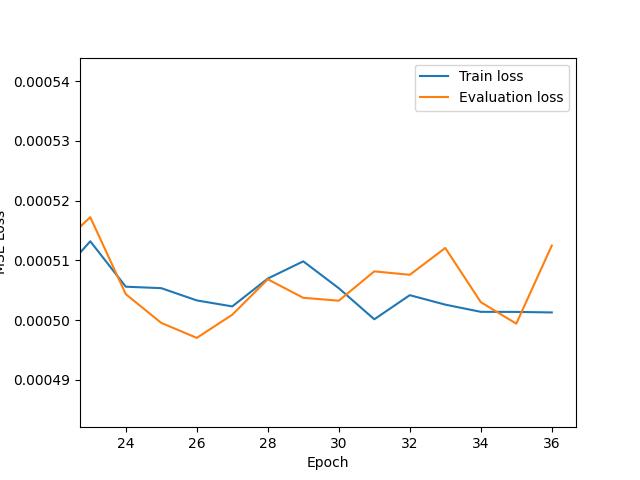 Train loss
Evaluation loss
0.00054
0.00053
0.00052
0.00051
0.00050
0.00049
MSE Loss
24 26 28 30 32 34 36
Epoch